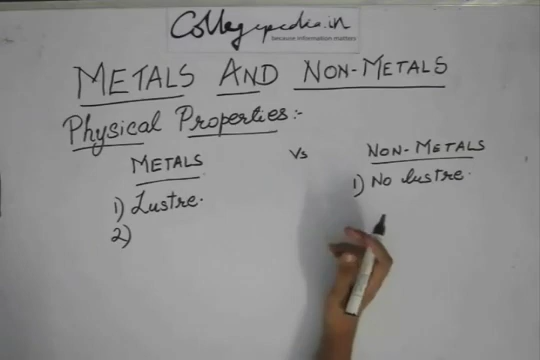 Collegepedia.in
because information matters
METALS AND NON-METALS
Physical Properties:-
METALS Vs NON-METALS
1) Lustre. 1) No lustre.
2)